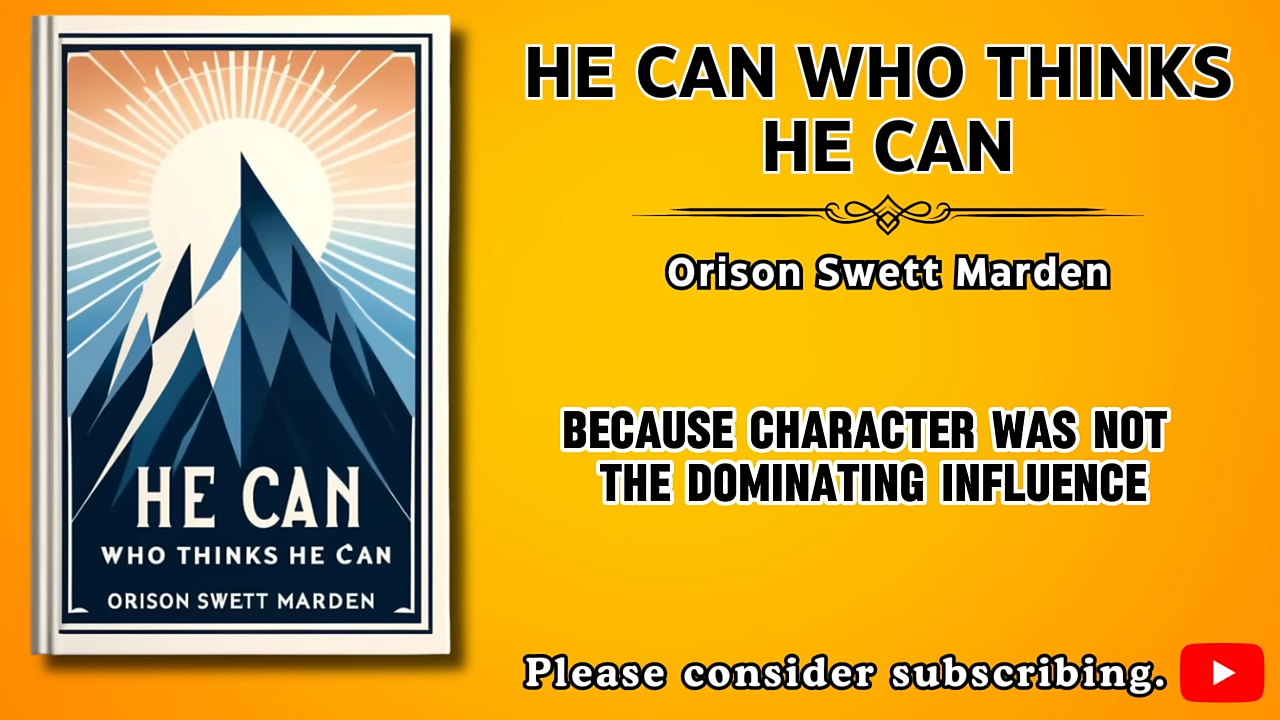 HE CAN
WHO THINKS HE CAN
ORISON SWETT MARDEN
HE CAN WHO THINKS
HE CAN
Orison Swett Marden
BECAUSE CHARACTER WAS NOT
THE DOMINATING INFLUENCE
Please consider subscribing.